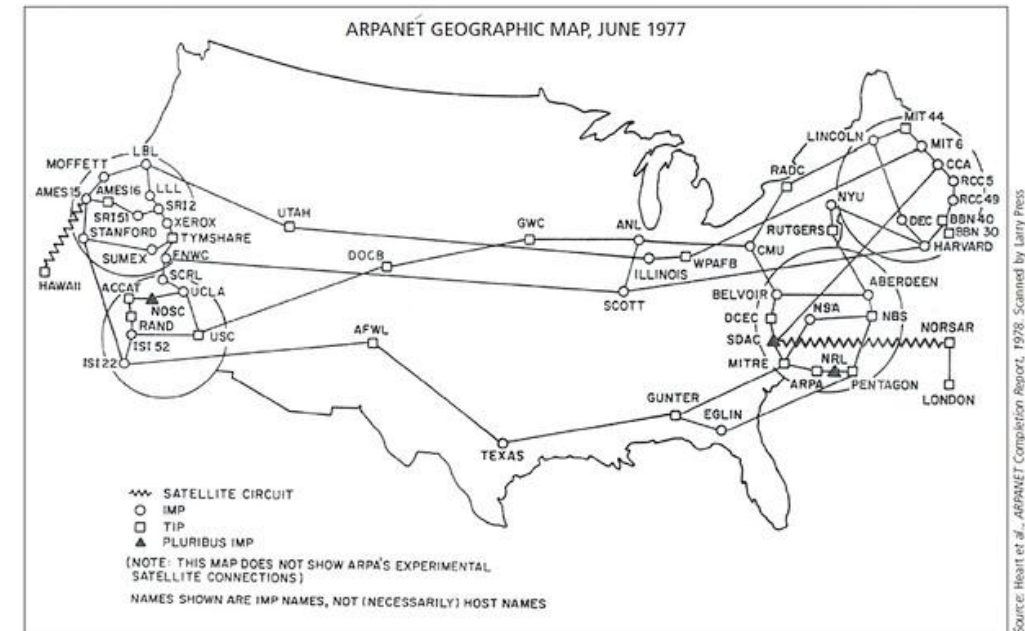 ARPANET GEOGRAPHIC MAP, JUNE 1977
MIT 44
LINCOLN
MIT 6
LBL
MOFFETT
CCA
RADC
AMES15
AMES16
LLL
RCC5
NYU
SRI2
RCC49
SRI51
UTAH
XEROX
GWC
ANL
DEC
BBN 40
STANFORD
TYMSHARE
RUTGERS
BBN 30
HARVARD
CMU
SUMEX
FNWC
DOCB
WPAFB
ILLINOIS
HAWAII
SCRL
ACCAT
UCLA
ABERDEEN
BELVOIR
SCOTT
NOSC
NSA
DCEC
NBS
RAND
USC
AFWL
SDAC
NORSAR
ISI 52
ISI22
MITRE
NRL
ARPA
PENTAGON
LONDON
GUNTER
EGLIN
TEXAS
SATELLITE CIRCUIT
IMP
TIP
PLURIBUS IMP
(NOTE: THIS MAP DOES NOT SHOW ARPA'S EXPERIMENTAL
SATELLITE CONNECTIONS)
NAMES SHOWN ARE IMP NAMES, NOT (NECESSARILY) HOST NAMES
Source: Heart et al., ARPANET Completion Report, 1978. Scanned by Larry Press